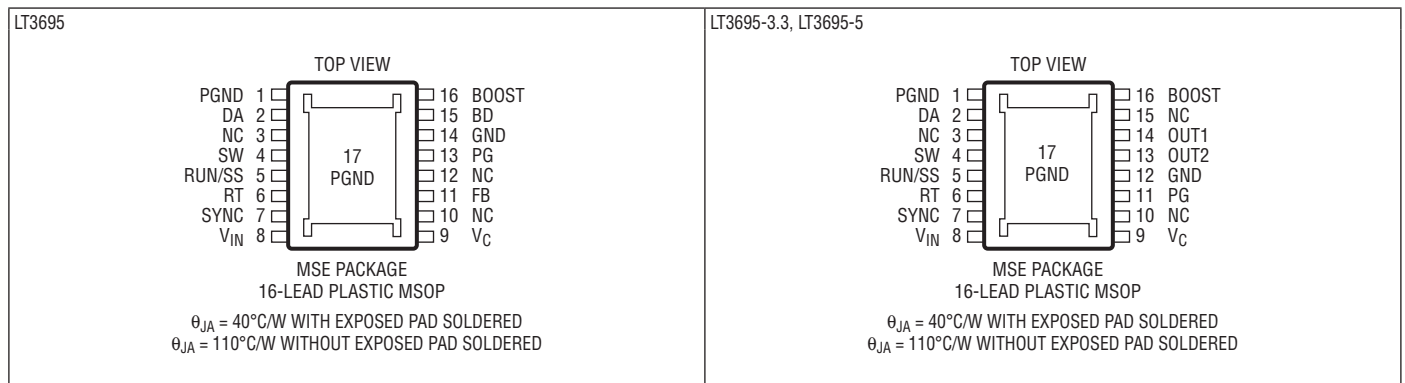 LT3695
TOP VIEW
PGND 1 16 BOOST
DA 2 15 BD
NC 3 14 GND
SW 4 13 PG
RUN/SS 5 12 NC
RT 6 11 FB
SYNC 7 10 NC
VIN 8 9 VC
17
PGND
MSE PACKAGE
16-LEAD PLASTIC MSOP
θJA = 40°C/W WITH EXPOSED PAD SOLDERED
θJA = 110°C/W WITHOUT EXPOSED PAD SOLDERED
LT3695-3.3, LT3695-5
TOP VIEW
PGND 1 16 BOOST
DA 2 15 NC
NC 3 14 OUT1
SW 4 13 OUT2
RUN/SS 5 12 GND
RT 6 11 PG
SYNC 7 10 NC
VIN 8 9 VC
17
PGND
MSE PACKAGE
16-LEAD PLASTIC MSOP
θJA = 40°C/W WITH EXPOSED PAD SOLDERED
θJA = 110°C/W WITHOUT EXPOSED PAD SOLDERED